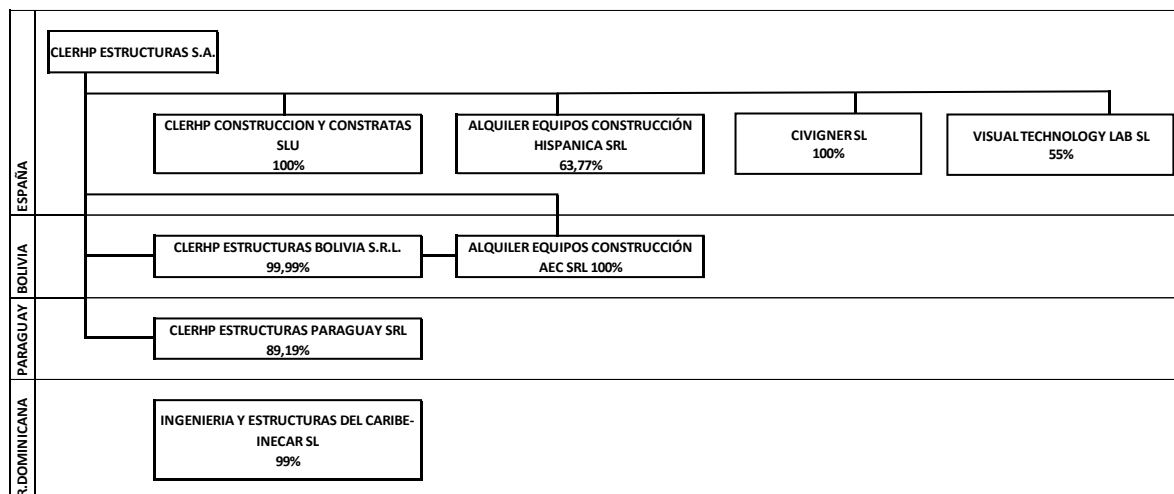 CLERHP ESTRUCTURAS S.A.
ESPAÑA
CLERHP CONSTRUCCION Y CONSTRATAS
SLU
100%
ALQUILER EQUIPOS CONSTRUCCIÓN
HISPANICA SRL
63,77%
CIVIGNER SL
100%
VISUAL TECHNOLOGY LAB SL
55%
BOLIVIA
CLERHP ESTRUCTURAS BOLIVIA S.R.L.
99,99%
ALQUILER EQUIPOS CONSTRUCCIÓN
AEC SRL 100%
PARAGUAY
CLERHP ESTRUCTURAS PARAGUAY SRL
89,19%
R.DOMINICANA
INGENIERIA Y ESTRUCTURAS DEL CARIBE-
INECAR SL
99%